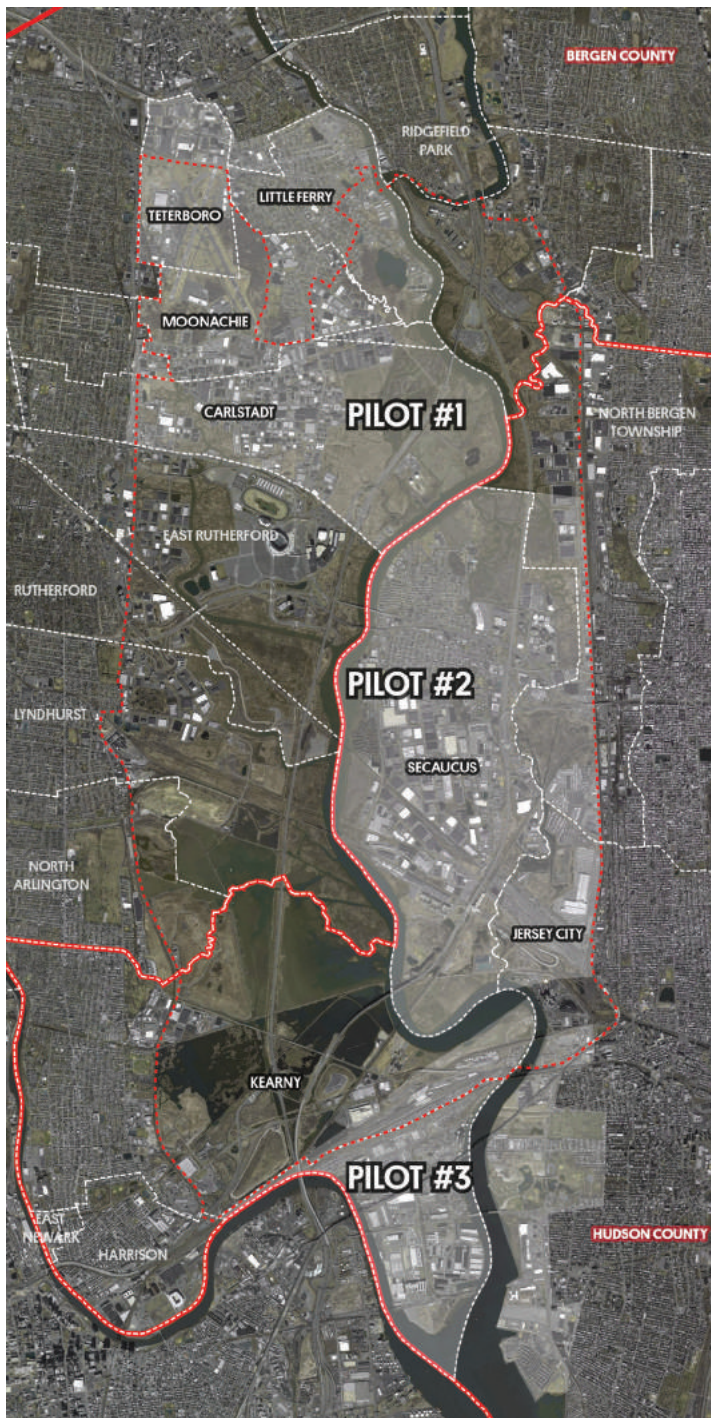 BERGEN COUNTY
RIDGEFIELD
PARK
LITTLE FERRY
TETERBORO
MOONACHIE
CARLSTADT
PILOT #1
NORTH BERGEN
TOWNSHIP
EAST RUTHERFORD
RUTHERFORD
PILOT #2
LYNDHURST
SECAUCUS
NORTH
ARLINGTON
JERSEY CITY
KEARNY
PILOT #3
EAST
NEWARK
HARRISON
HUDSON COUNTY